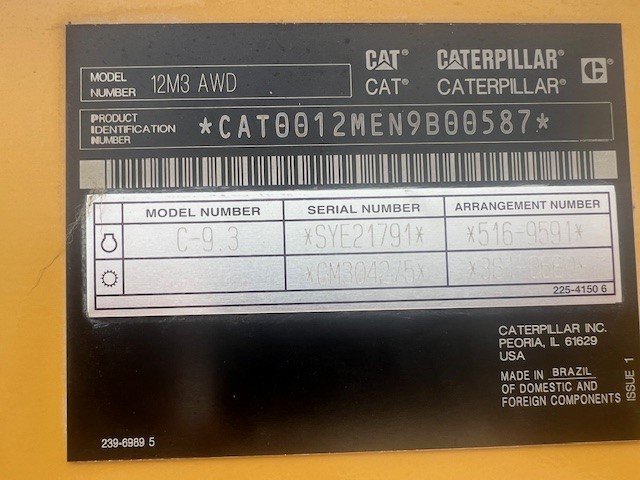 CAT® CATERPILLAR®
CAT® CATERPILLAR®
MODEL NUMBER 12M3 AWD
PRODUCT IDENTIFICATION NUMBER *CAT0012MEN9B00587*
MODEL NUMBER SERIAL NUMBER ARRANGEMENT NUMBER
C-9.3 *SYE21791* *516-9591*
*GM304275*
225-4150 6
CATERPILLAR INC.
PEORIA, IL 61629
USA
MADE IN BRAZIL
OF DOMESTIC AND
FOREIGN COMPONENTS
ISSUE 1
239-6989 5